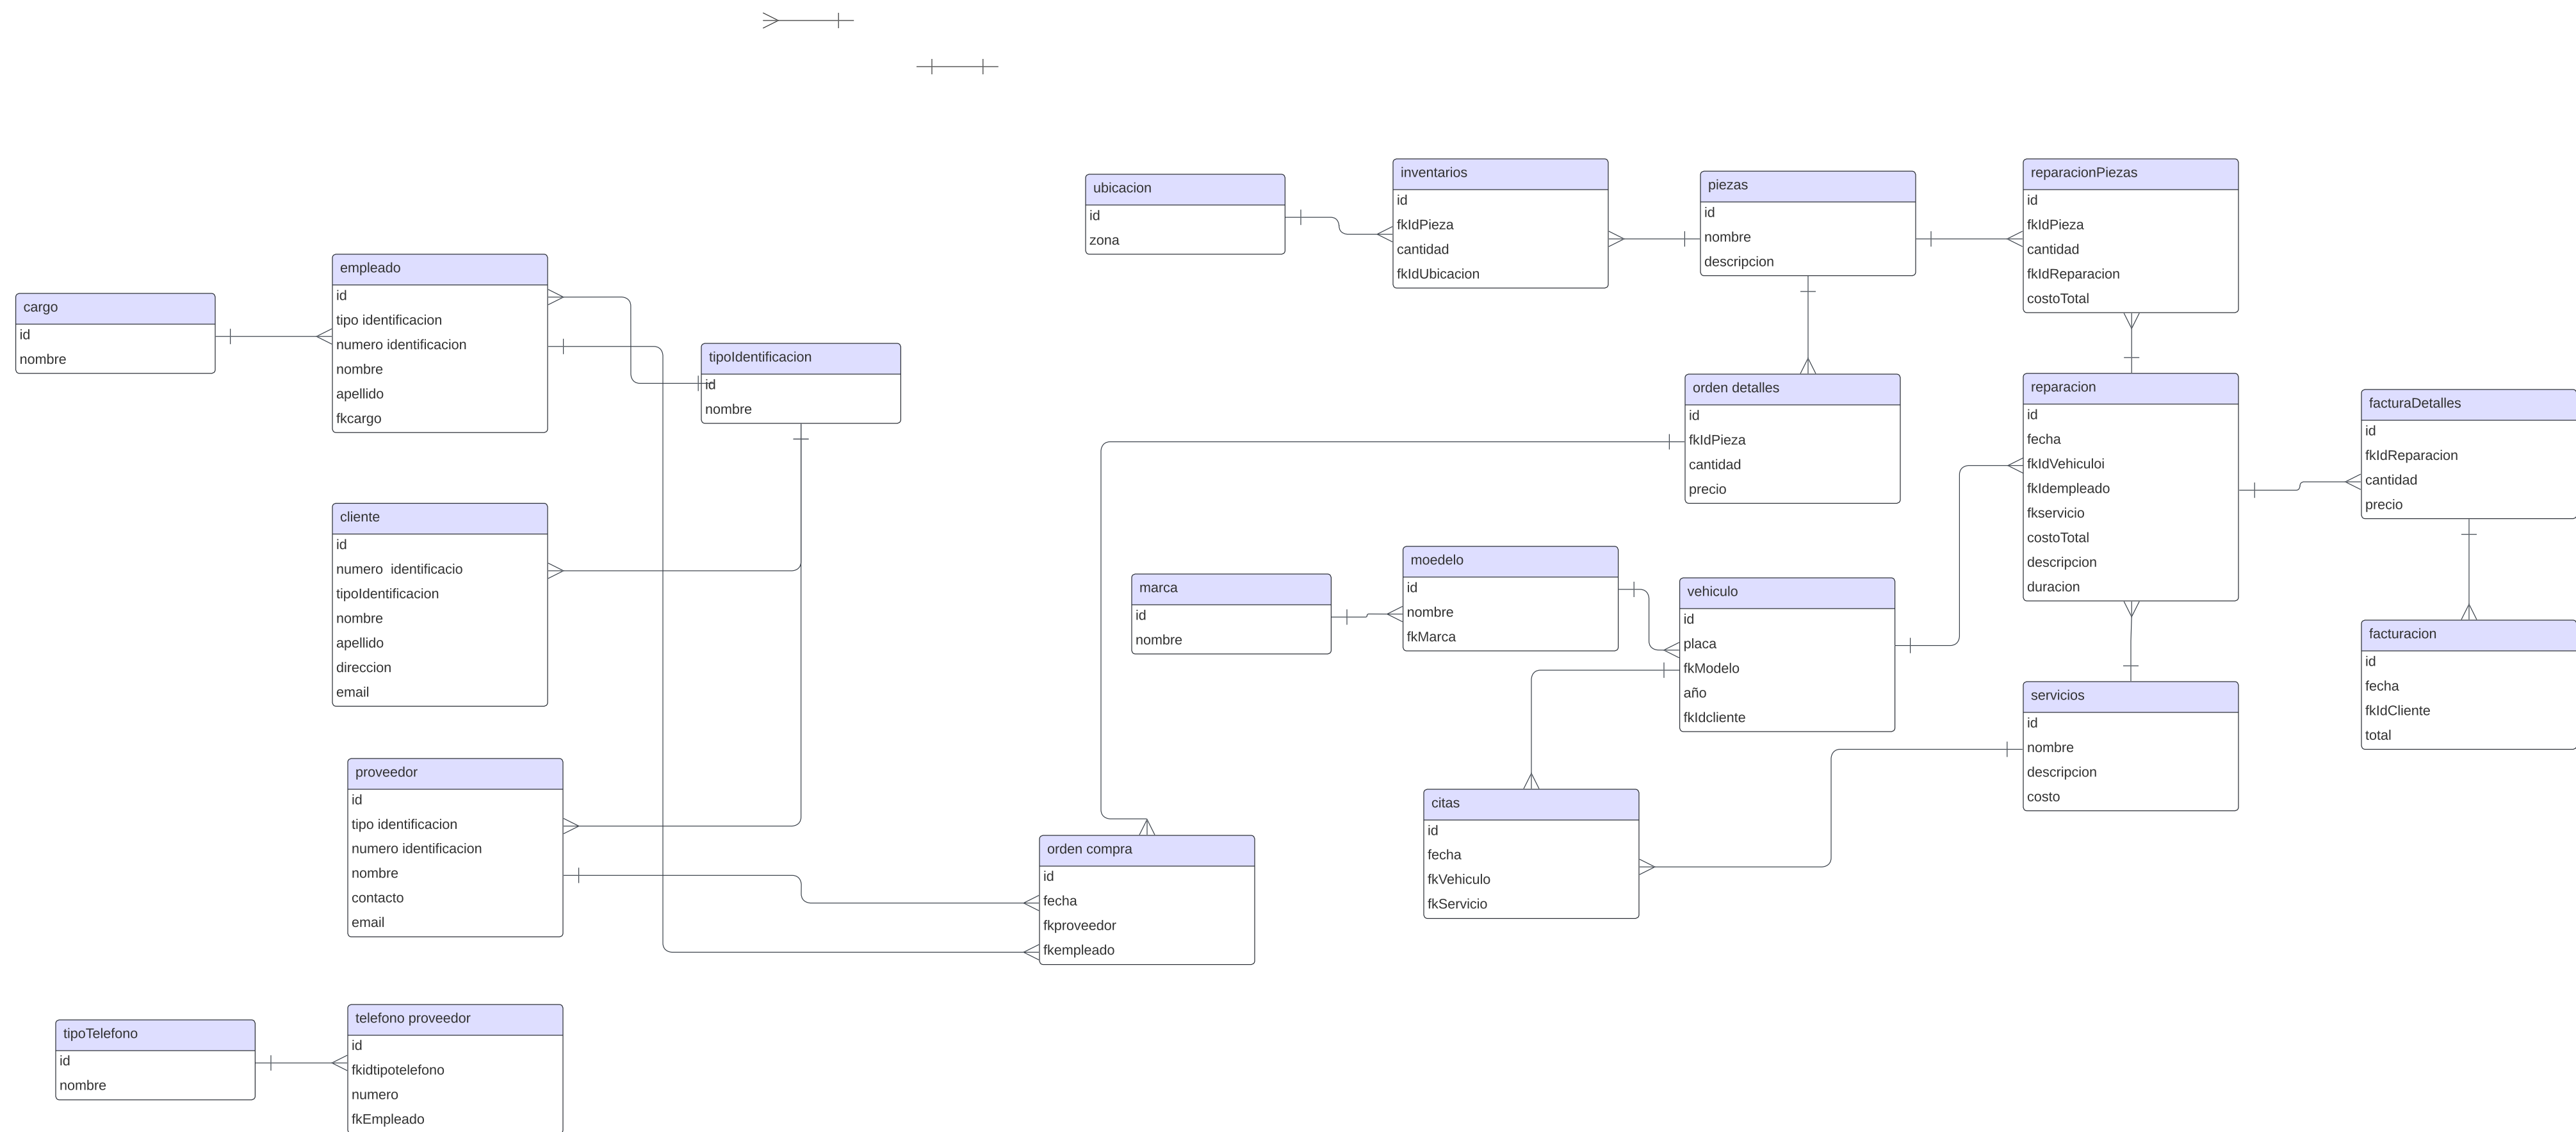 ubicacion
id
zona
inventarios
id
fkIdPieza
cantidad
fkIdUbicacion
piezas
id
nombre
descripcion
reparacionPiezas
id
fkIdPieza
cantidad
fkIdReparacion
costoTotal
cargo
id
nombre
empleado
id
tipo identificacion
numero identificacion
nombre
apellido
fkcargo
tipoIdentificacion
id
nombre
orden detalles
id
fkIdPieza
cantidad
precio
reparacion
id
fecha
fkIdVehiculoi
fkIdempleado
fkservicio
costoTotal
descripcion
duracion
facturaDetalles
id
fkIdReparacion
cantidad
precio
cliente
id
numero  identificacio
tipoIdentificacion
nombre
apellido
direccion
email
marca
id
nombre
moedelo
id
nombre
fkMarca
vehiculo
id
placa
fkModelo
año
fkIdcliente
facturacion
id
fecha
fkIdCliente
total
servicios
id
nombre
descripcion
costo
proveedor
id
tipo identificacion
numero identificacion
nombre
contacto
email
orden compra
id
fecha
fkproveedor
fkempleado
citas
id
fecha
fkVehiculo
fkServicio
tipoTelefono
id
nombre
telefono proveedor
id
fkidtipotelefono
numero
fkEmpleado